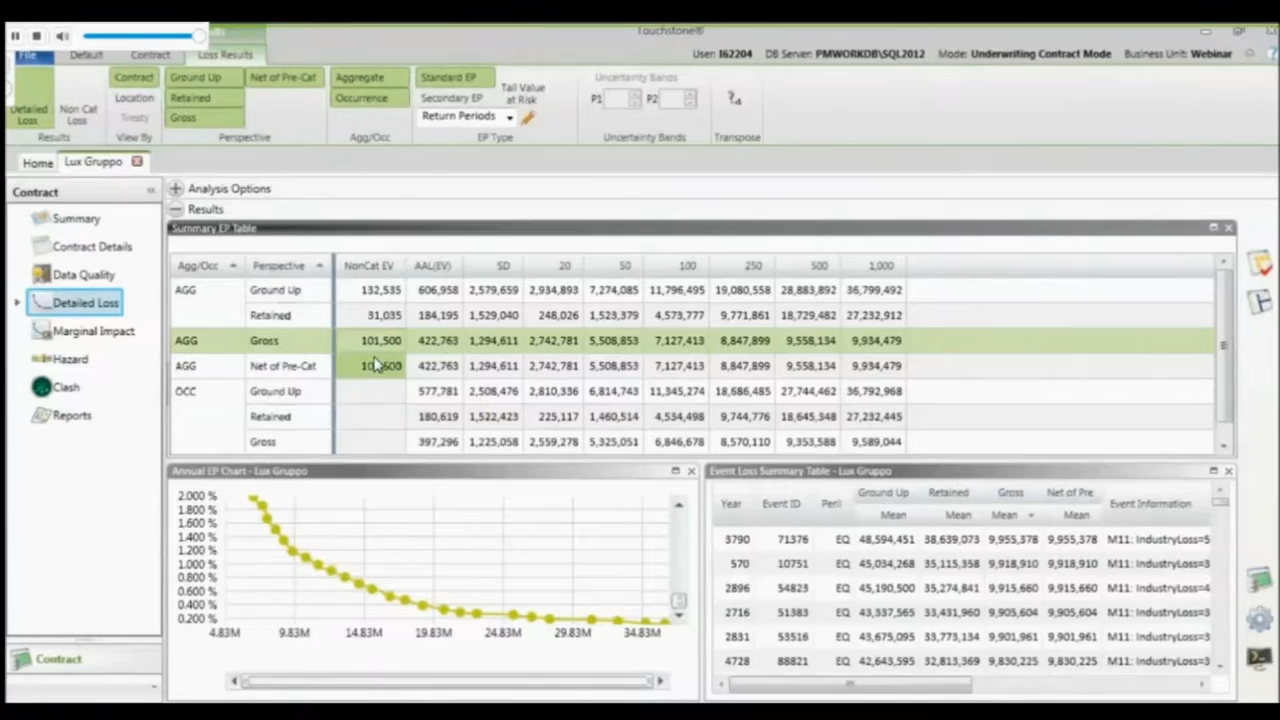 Touchstone®
File Default Contract Loss Results User: I62204 DB Server: PMWORKDB\SQL2012 Mode: Underwriting Contract Mode Business Unit: Webinar
Contract Ground Up Net of Pre-Cat Aggregate Standard EP Tail Value at Risk Uncertainty Bands
Location Retained Occurrence Secondary EP P1 P2
Detailed Loss Non Cat Loss Treaty Gross Return Periods
Results View By Perspective Agg/Occ EP Type Uncertainty Bands Transpose
Home Lux Gruppo
Contract
Summary
Contract Details
Data Quality
Detailed Loss
Marginal Impact
Hazard
Clash
Reports
Contract
Analysis Options
Results
Summary EP Table
Agg/Occ Perspective NonCat EV AAL(EV) SD 20 50 100 250 500 1,000
AGG Ground Up 132,535 606,958 2,579,659 2,934,893 7,274,085 11,796,495 19,080,558 28,883,892 36,799,492
Retained 31,035 184,195 1,529,040 248,026 1,523,379 4,573,777 9,771,861 18,729,482 27,232,912
AGG Gross 101,500 422,763 1,294,611 2,742,781 5,508,853 7,127,413 8,847,899 9,558,134 9,934,479
AGG Net of Pre-Cat 422,763 1,294,611 2,742,781 5,508,853 7,127,413 8,847,899 9,558,134 9,934,479
OCC Ground Up 577,781 2,508,476 2,810,336 6,814,743 11,345,274 18,686,485 27,744,462 36,792,968
Retained 180,619 1,522,423 225,117 1,460,514 4,534,498 9,744,776 18,645,348 27,232,445
Gross 397,296 1,225,058 2,559,278 5,325,051 6,846,678 8,570,110 9,353,588 9,589,044
Annual EP Chart - Lux Gruppo
2.000 %
1.800 %
1.600 %
1.400 %
1.200 %
1.000 %
0.800 %
0.600 %
0.400 %
0.200 %
4.83M 9.83M 14.83M 19.83M 24.83M 29.83M 34.83M
Event Loss Summary Table - Lux Gruppo
Year Event ID Peril Ground Up Retained Gross Net of Pre Event Information
Mean Mean Mean Mean
3790 71376 EQ 48,594,451 38,639,073 9,955,378 9,955,378 M11: IndustryLoss=5
570 10751 EQ 45,034,268 35,115,358 9,918,910 9,918,910 M11: IndustryLoss=3
2896 54823 EQ 45,190,500 35,274,841 9,915,660 9,915,660 M11: IndustryLoss=4
2716 51383 EQ 43,337,565 33,431,960 9,905,604 9,905,604 M11: IndustryLoss=3
2831 53516 EQ 43,675,095 33,773,134 9,901,961 9,901,961 M11: IndustryLoss=3
4728 88821 EQ 42,643,595 32,813,369 9,830,225 9,830,225 M11: IndustryLoss=3